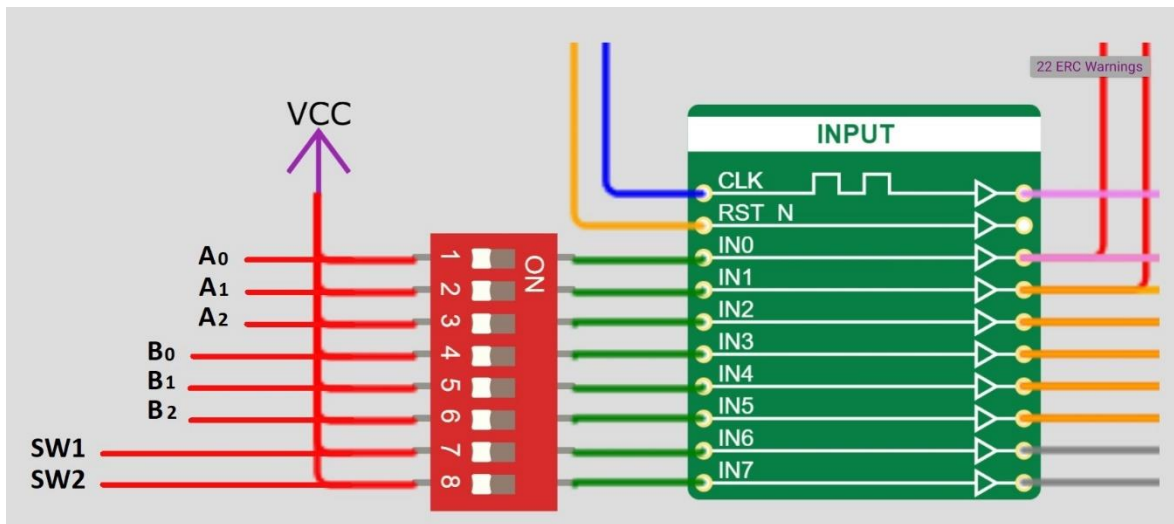 22 ERC Warnings
VCC
INPUT
CLK
RST N
A0
1
ON
IN0
A1
2
IN1
A2
3
IN2
B0
4
IN3
B1
5
IN4
B2
6
IN5
SW1
7
IN6
SW2
8
IN7